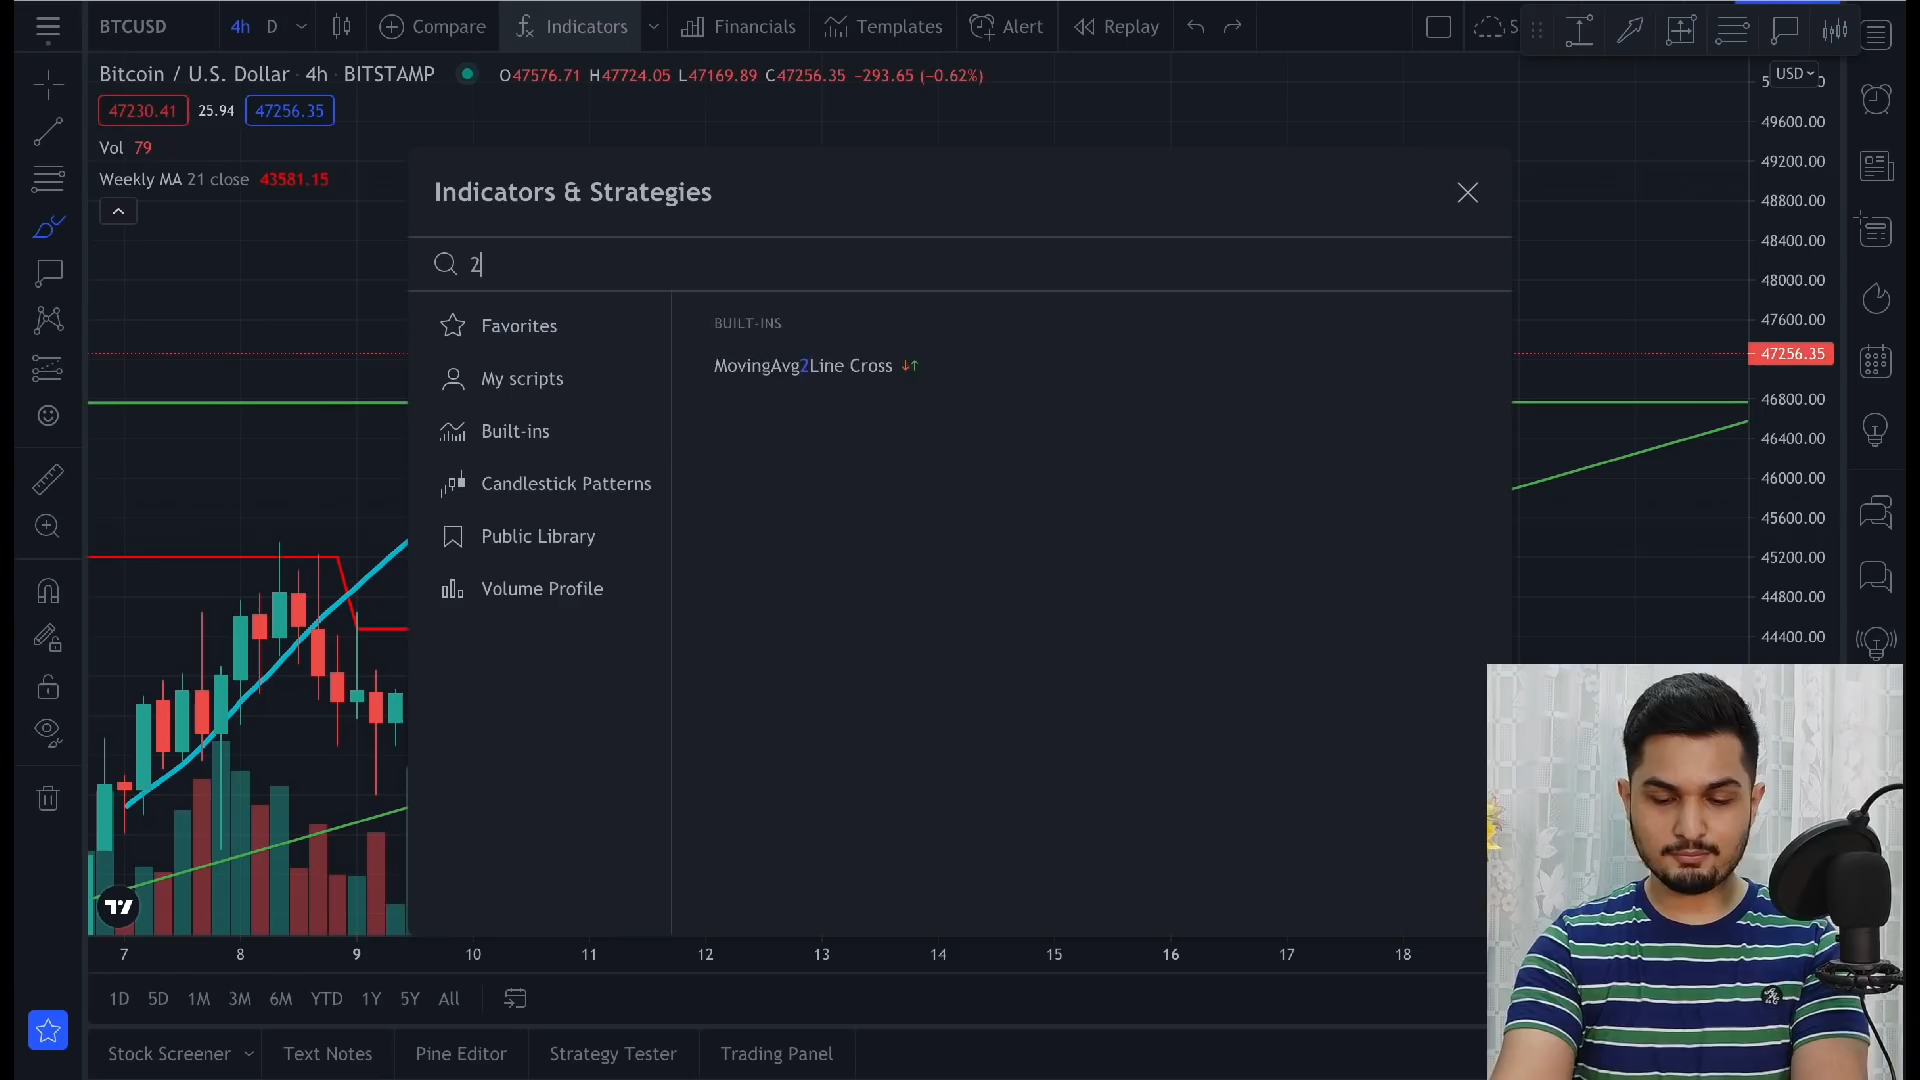 BTCUSD 4h D Compare Indicators Financials Templates Alert Replay S
Bitcoin / U.S. Dollar · 4h · BITSTAMP O47576.71 H47724.05 L47169.89 C47256.35 −293.65 (−0.62%)
USD
47230.41 25.94 47256.35
Vol 79
Weekly MA 21 close 43581.15
Indicators & Strategies
2
Favorites
My scripts
Built-ins
Candlestick Patterns
Public Library
Volume Profile
BUILT-INS
MovingAvg2Line Cross
49600.00
49200.00
48800.00
48400.00
48000.00
47600.00
47256.35
46800.00
46400.00
46000.00
45600.00
45200.00
44800.00
44400.00
7 8 9 10 11 12 13 14 15 16 17 18
1D 5D 1M 3M 6M YTD 1Y 5Y All
Stock Screener Text Notes Pine Editor Strategy Tester Trading Panel